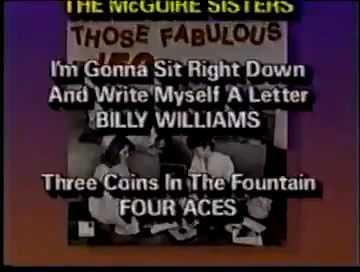 THE McGUIRE SISTERS
THOSE FABULOUS
'50s
I'm Gonna Sit Right Down
And Write Myself A Letter
BILLY WILLIAMS
Three Coins In The Fountain
FOUR ACES